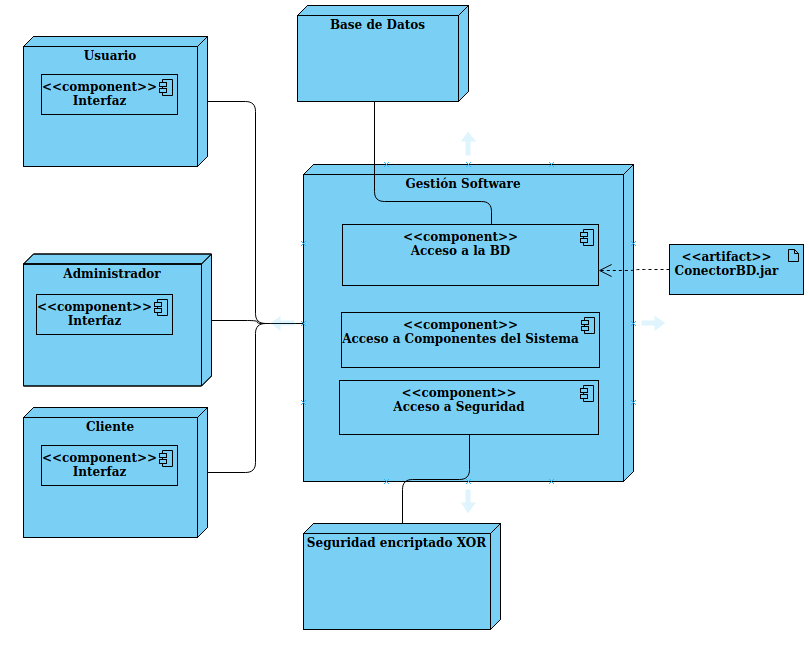 Base de Datos
Usuario
<<component>>
Interfaz
Gestión Software
<<component>>
Acceso a la BD
<<artifact>>
ConectorBD.jar
Administrador
<<component>>
Interfaz
<<component>>
Acceso a Componentes del Sistema
<<component>>
Acceso a Seguridad
Cliente
<<component>>
Interfaz
Seguridad encriptado XOR